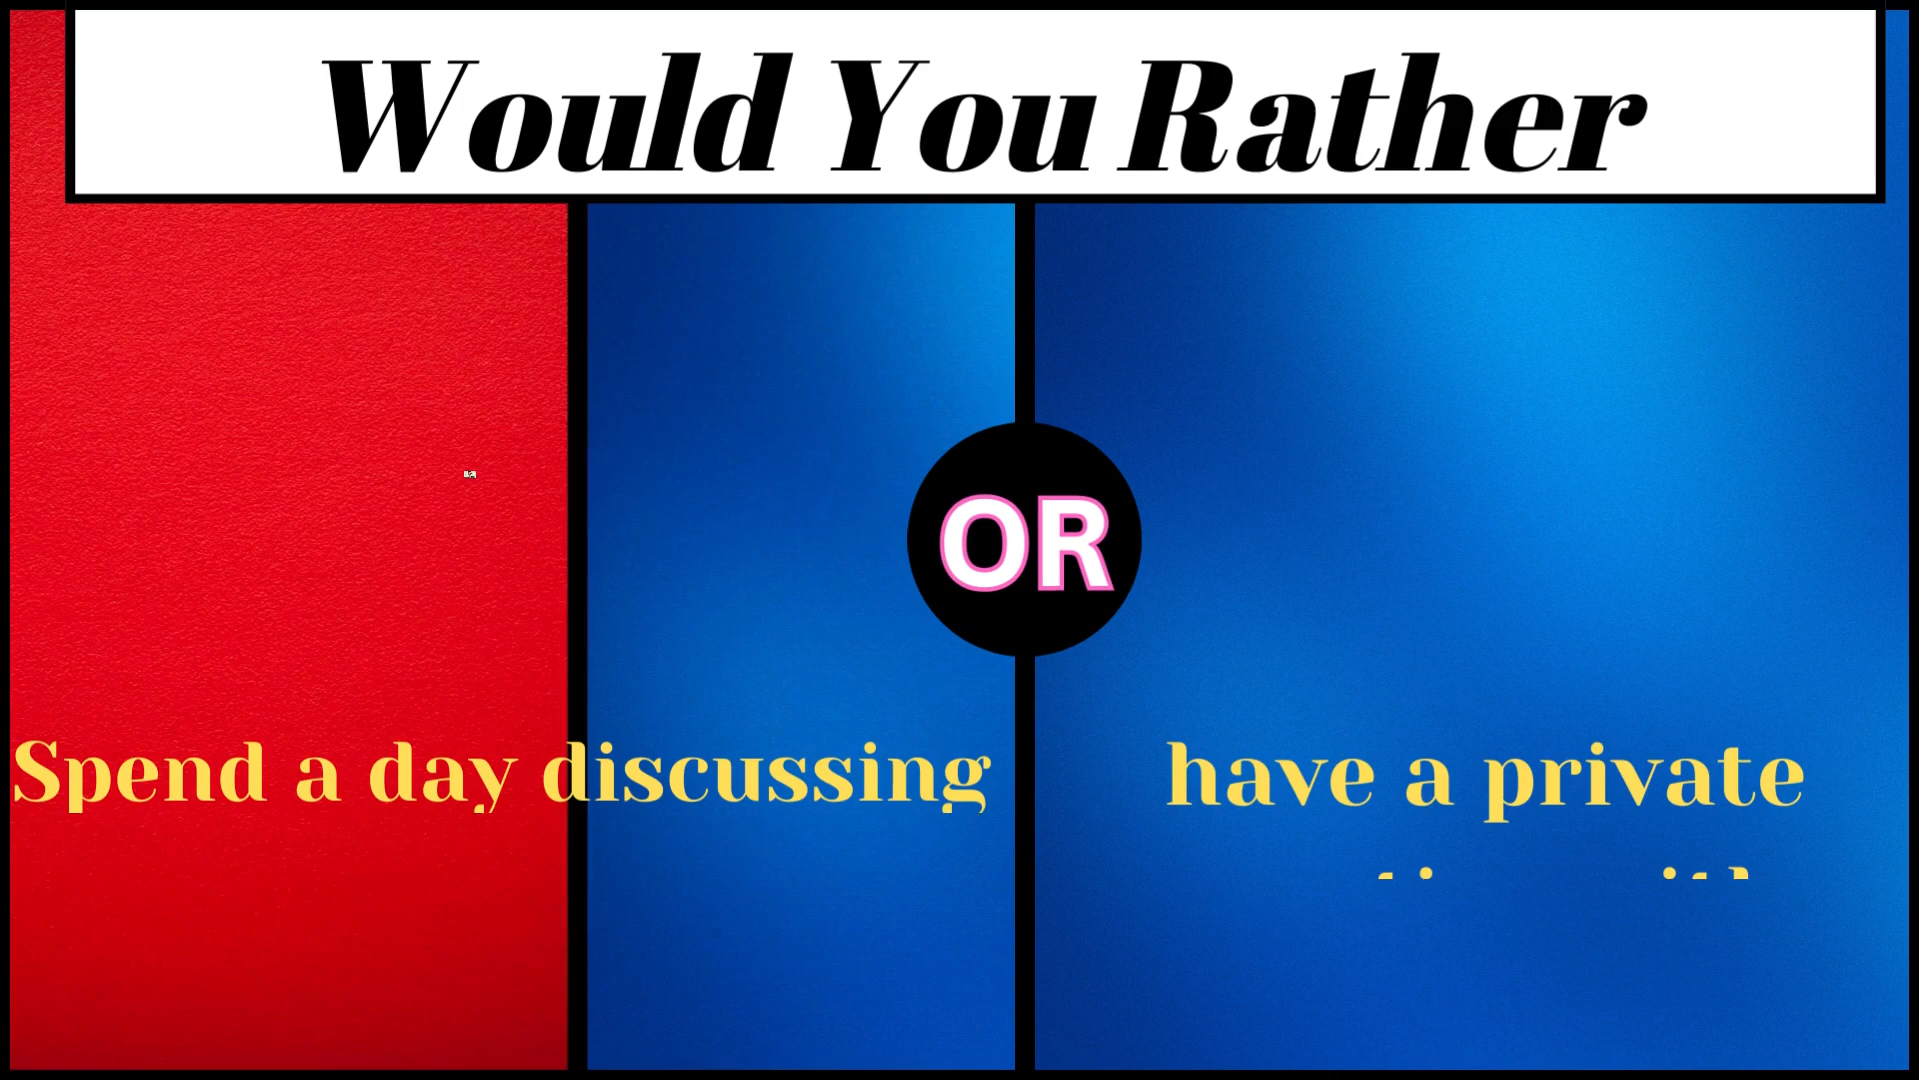 Would You Rather
OR
Spend a day discussing
have a private